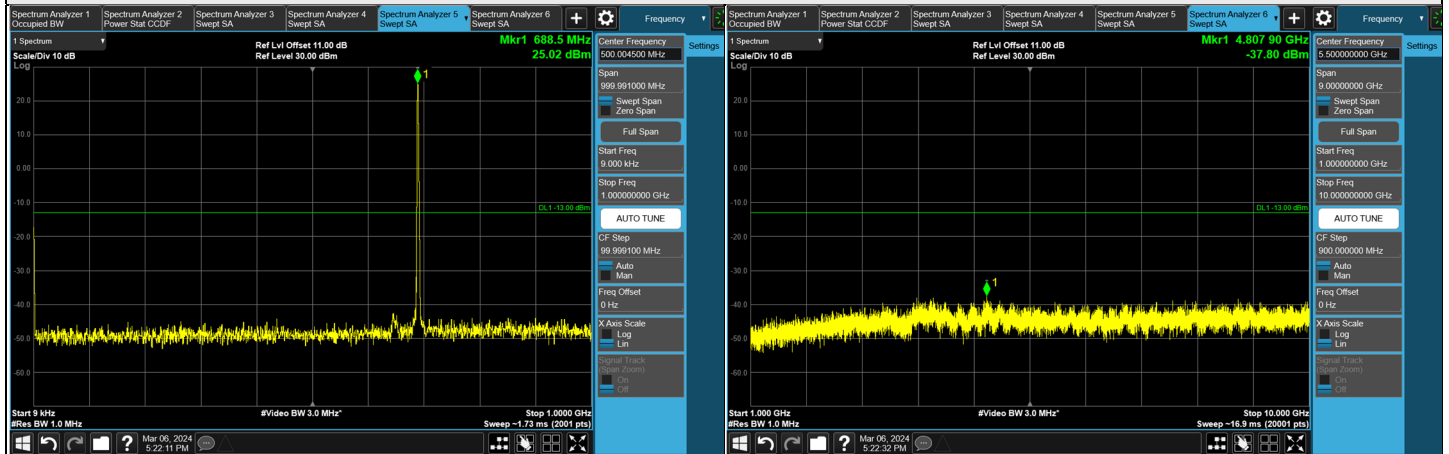 Spectrum Analyzer 1
Occupied BW
Spectrum Analyzer 2
Power Stat CCDF
Spectrum Analyzer 3
Swept SA
Spectrum Analyzer 4
Swept SA
Spectrum Analyzer 5
Swept SA
Spectrum Analyzer 6
Swept SA
Frequency
1 Spectrum
Scale/Div 10 dB
Log
Ref Lvl Offset 11.00 dB
Ref Level 30.00 dBm
Mkr1 688.5 MHz
25.02 dBm
1
20.0
10.0
0.00
-10.0
DL1 -13.00 dBm
-20.0
-30.0
-40.0
-50.0
-60.0
Start 9 kHz
#Res BW 1.0 MHz
#Video BW 3.0 MHz*
Stop 1.0000 GHz
Sweep ~1.73 ms (2001 pts)
Mar 06, 2024
5:22:11 PM
Center Frequency
500.004500 MHz
Settings
Span
999.991000 MHz
Swept Span
Zero Span
Full Span
Start Freq
9.000 kHz
Stop Freq
1.000000000 GHz
AUTO TUNE
CF Step
99.999100 MHz
Auto
Man
Freq Offset
0 Hz
X Axis Scale
Log
Lin
Signal Track
(Span Zoom)
On
Off
Spectrum Analyzer 1
Occupied BW
Spectrum Analyzer 2
Power Stat CCDF
Spectrum Analyzer 3
Swept SA
Spectrum Analyzer 4
Swept SA
Spectrum Analyzer 5
Swept SA
Spectrum Analyzer 6
Swept SA
Frequency
1 Spectrum
Scale/Div 10 dB
Log
Ref Lvl Offset 11.00 dB
Ref Level 30.00 dBm
Mkr1 4.807 90 GHz
-37.80 dBm
20.0
10.0
0.00
-10.0
DL1 -13.00 dBm
-20.0
-30.0
1
-40.0
-50.0
-60.0
Start 1.000 GHz
#Res BW 1.0 MHz
#Video BW 3.0 MHz*
Stop 10.000 GHz
Sweep ~16.9 ms (20001 pts)
Mar 06, 2024
5:22:32 PM
Center Frequency
5.500000000 GHz
Settings
Span
9.00000000 GHz
Swept Span
Zero Span
Full Span
Start Freq
1.000000000 GHz
Stop Freq
10.000000000 GHz
AUTO TUNE
CF Step
900.000000 MHz
Auto
Man
Freq Offset
0 Hz
X Axis Scale
Log
Lin
Signal Track
(Span Zoom)
On
Off